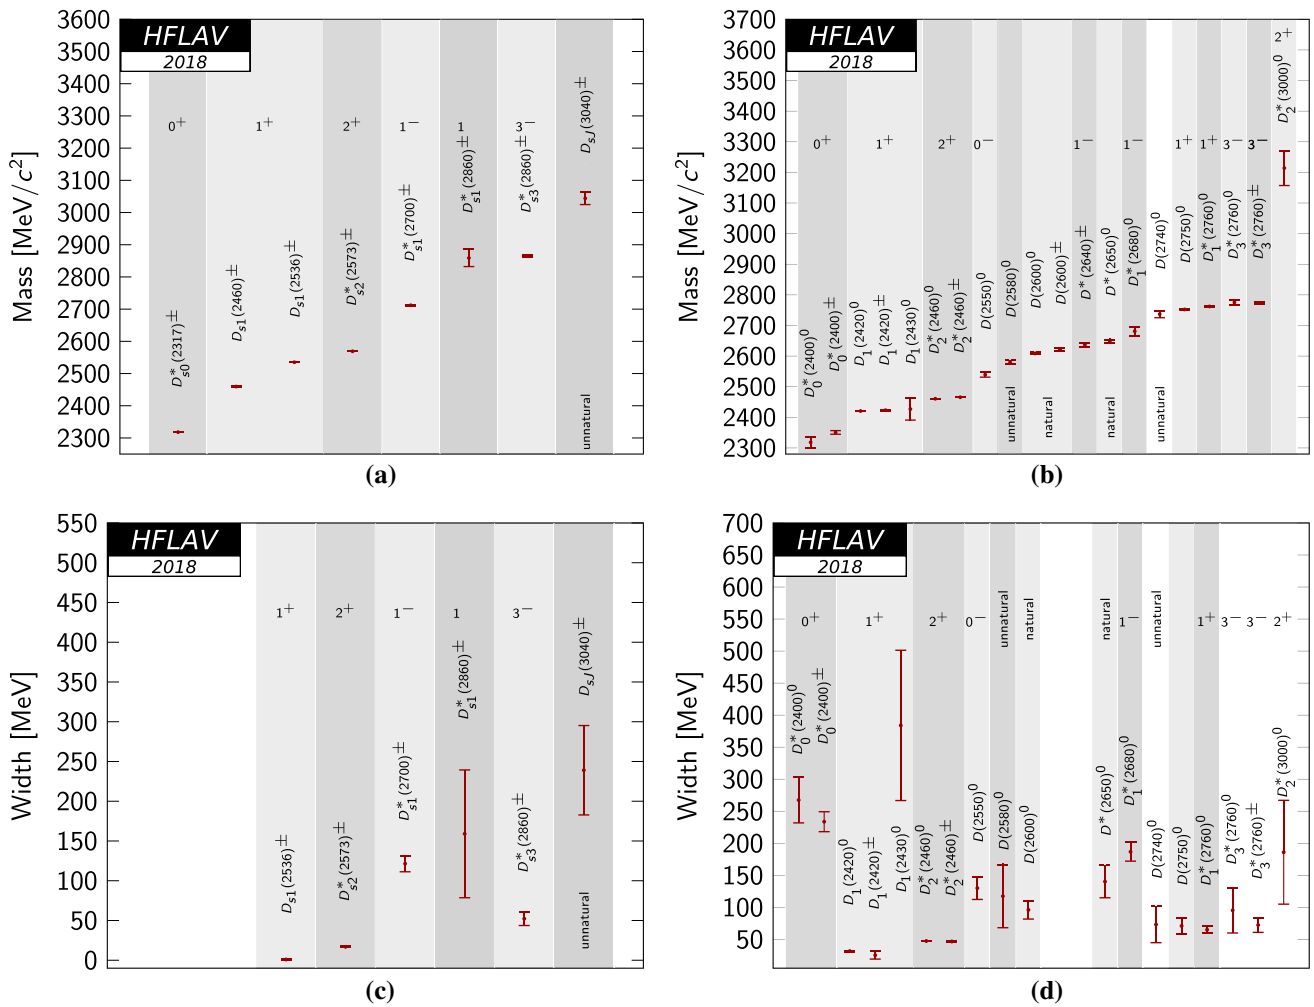 3600
3500
3400
3300
3200
3100
3000
2900
2800
2700
2600
2500
2400
2300
Mass [MeV/c²]
HFLAV
2018
0⁺
1⁺
2⁺
1⁻
1
3⁻
D*s0(2317)±
Ds1(2460)±
Ds1(2536)±
D*s2(2573)±
D*s1(2700)±
D*s1(2860)±
D*s3(2860)±
DsJ(3040)±
unnatural
(a)
3700
3600
3500
3400
3300
3200
3100
3000
2900
2800
2700
2600
2500
2400
2300
Mass [MeV/c²]
HFLAV
2018
0⁺
1⁺
2⁺
0⁻
1⁻
1⁻
1⁺
1⁺
3⁻
3⁻
2⁺
D*0(2400)⁰
D*0(2400)±
D1(2420)⁰
D1(2420)±
D1(2430)⁰
D*2(2460)⁰
D*2(2460)±
D(2550)⁰
D(2580)⁰
D(2600)⁰
D(2600)±
D*(2640)±
D*(2650)⁰
D*1(2680)⁰
D(2740)⁰
D(2750)⁰
D*1(2760)⁰
D*3(2760)⁰
D*3(2760)±
D*2(3000)⁰
unnatural
natural
natural
unnatural
(b)
550
500
450
400
350
300
250
200
150
100
50
0
Width [MeV]
HFLAV
2018
1⁺
2⁺
1⁻
1
3⁻
Ds1(2536)±
D*s2(2573)±
D*s1(2700)±
D*s1(2860)±
D*s3(2860)±
DsJ(3040)±
unnatural
(c)
700
650
600
550
500
450
400
350
300
250
200
150
100
50
Width [MeV]
HFLAV
2018
0⁺
1⁺
2⁺
0⁻
unnatural
natural
natural
1⁻
unnatural
1⁺
3⁻
3⁻
2⁺
D*0(2400)⁰
D*0(2400)±
D1(2420)⁰
D1(2420)±
D1(2430)⁰
D*2(2460)⁰
D*2(2460)±
D(2550)⁰
D(2580)⁰
D(2600)⁰
D*(2650)⁰
D*1(2680)⁰
D(2740)⁰
D(2750)⁰
D*1(2760)⁰
D*3(2760)⁰
D*3(2760)±
D*2(3000)⁰
(d)